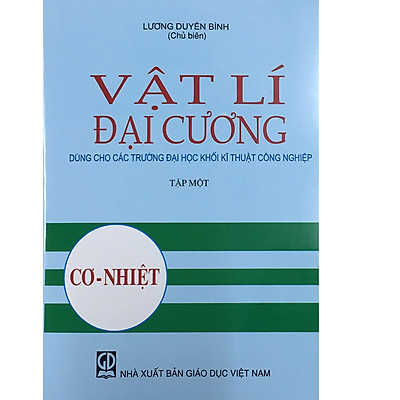 LƯƠNG DUYÊN BÌNH
(Chủ biên)
VẬT LÍ
ĐẠI CƯƠNG
DÙNG CHO CÁC TRƯỜNG ĐẠI HỌC KHỐI KĨ THUẬT CÔNG NGHIỆP
TẬP MỘT
CƠ - NHIỆT
GD
NHÀ XUẤT BẢN GIÁO DỤC VIỆT NAM